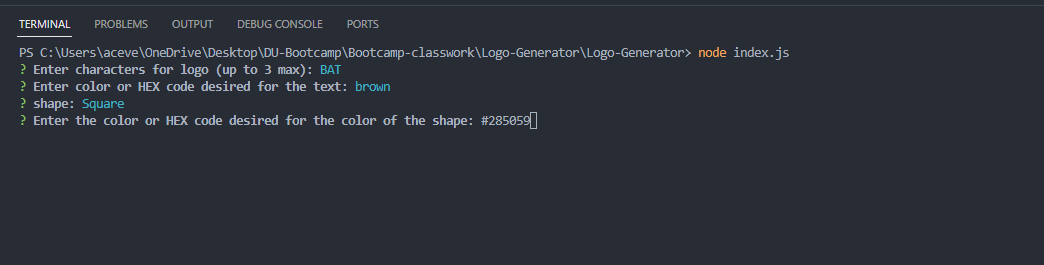 TERMINAL PROBLEMS OUTPUT DEBUG CONSOLE PORTS
PS C:\Users\aceve\OneDrive\Desktop\DU-Bootcamp\Bootcamp-classwork\Logo-Generator\Logo-Generator> node index.js
? Enter characters for logo (up to 3 max): BAT
? Enter color or HEX code desired for the text: brown
? shape: Square
? Enter the color or HEX code desired for the color of the shape: #285059